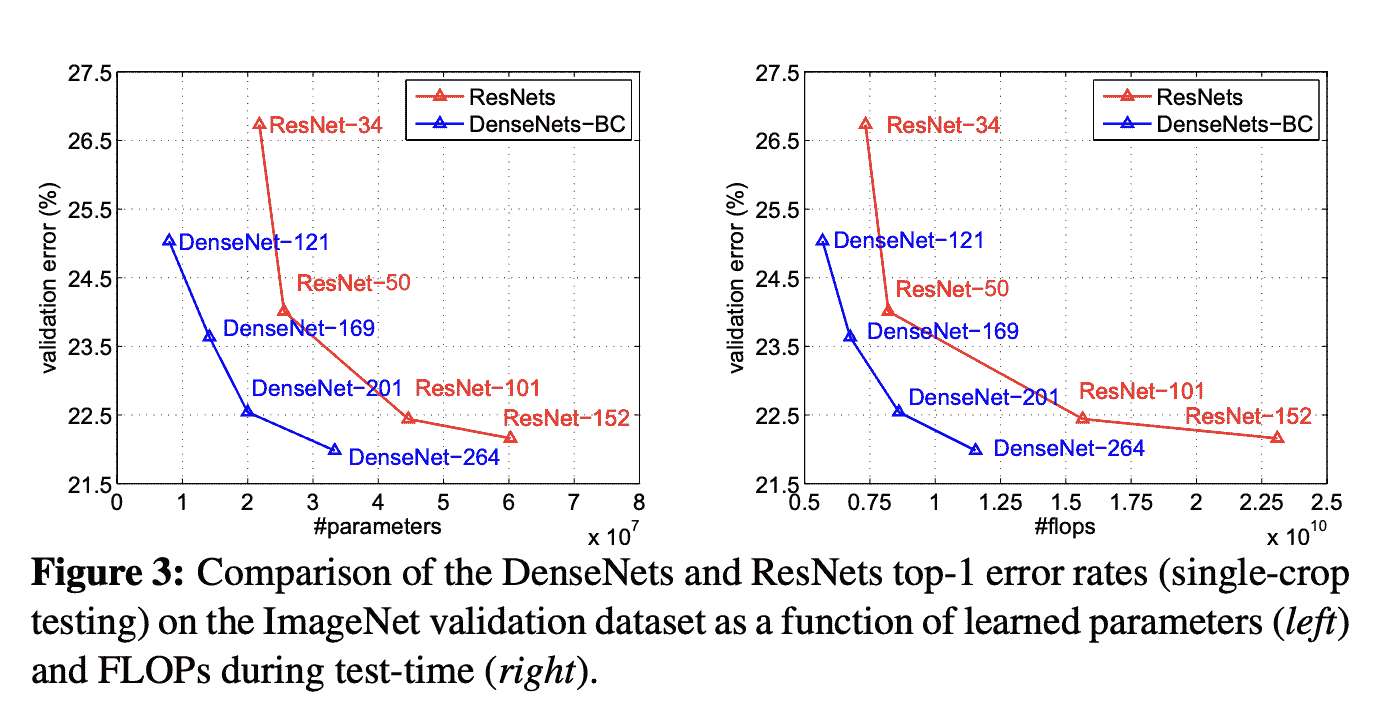 27.5
26.5
25.5
24.5
23.5
22.5
21.5
validation error (%)
ResNets
DenseNets−BC
ResNet−34
DenseNet−121
ResNet−50
DenseNet−169
DenseNet−201
ResNet−101
ResNet−152
DenseNet−264
0 1 2 3 4 5 6 7 8
#parameters
x 10^7
27.5
26.5
25.5
24.5
23.5
22.5
21.5
validation error (%)
ResNets
DenseNets−BC
ResNet−34
DenseNet−121
ResNet−50
DenseNet−169
DenseNet−201
ResNet−101
ResNet−152
DenseNet−264
0.5 0.75 1 1.25 1.5 1.75 2 2.25 2.5
#flops
x 10^10
Figure 3: Comparison of the DenseNets and ResNets top-1 error rates (single-crop
testing) on the ImageNet validation dataset as a function of learned parameters (left)
and FLOPs during test-time (right).